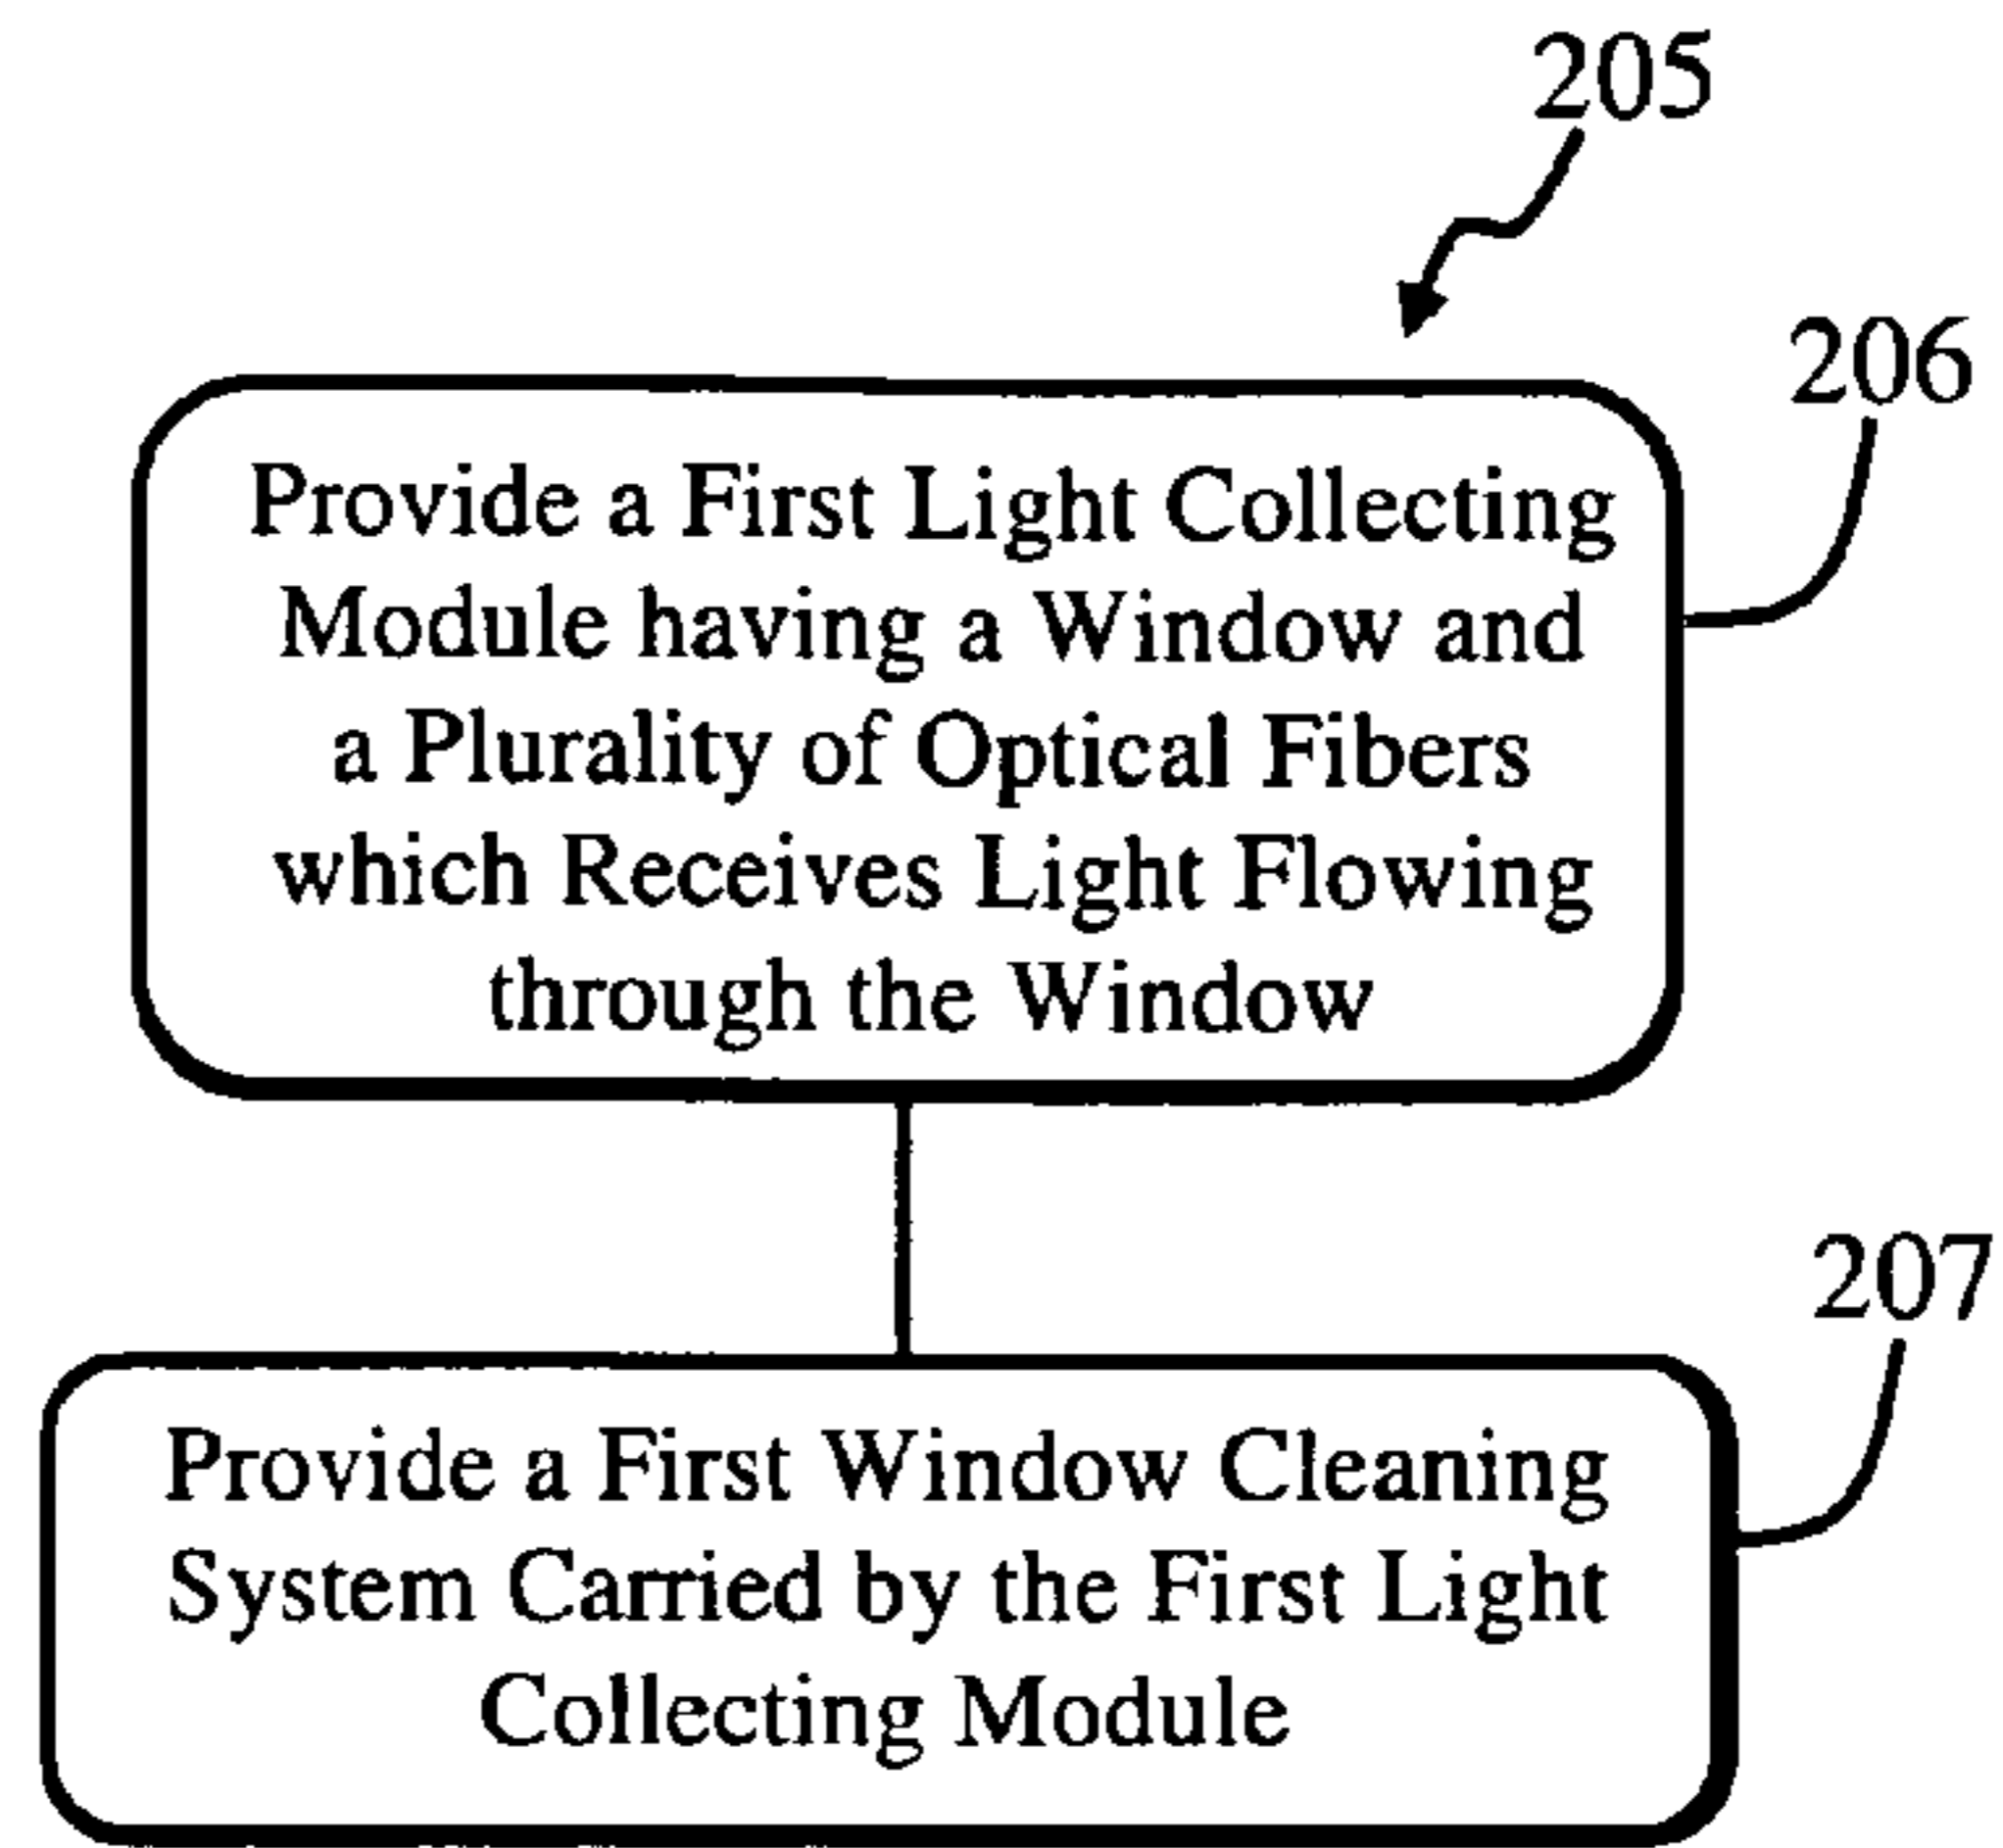 205
206
Provide a First Light Collecting
Module having a Window and
a Plurality of Optical Fibers
which Receives Light Flowing
through the Window
207
Provide a First Window Cleaning
System Carried by the First Light
Collecting Module